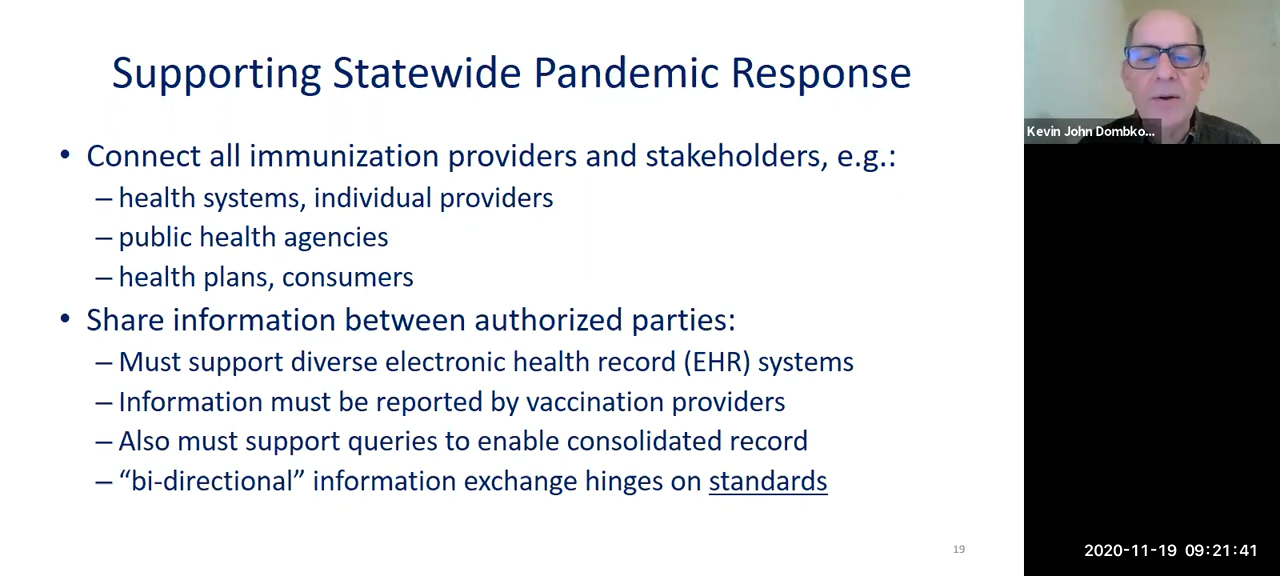 Supporting Statewide Pandemic Response
• Connect all immunization providers and stakeholders, e.g.:
– health systems, individual providers
– public health agencies
– health plans, consumers
• Share information between authorized parties:
– Must support diverse electronic health record (EHR) systems
– Information must be reported by vaccination providers
– Also must support queries to enable consolidated record
– “bi-directional” information exchange hinges on standards
19
Kevin John Dombko...
2020-11-19 09:21:41